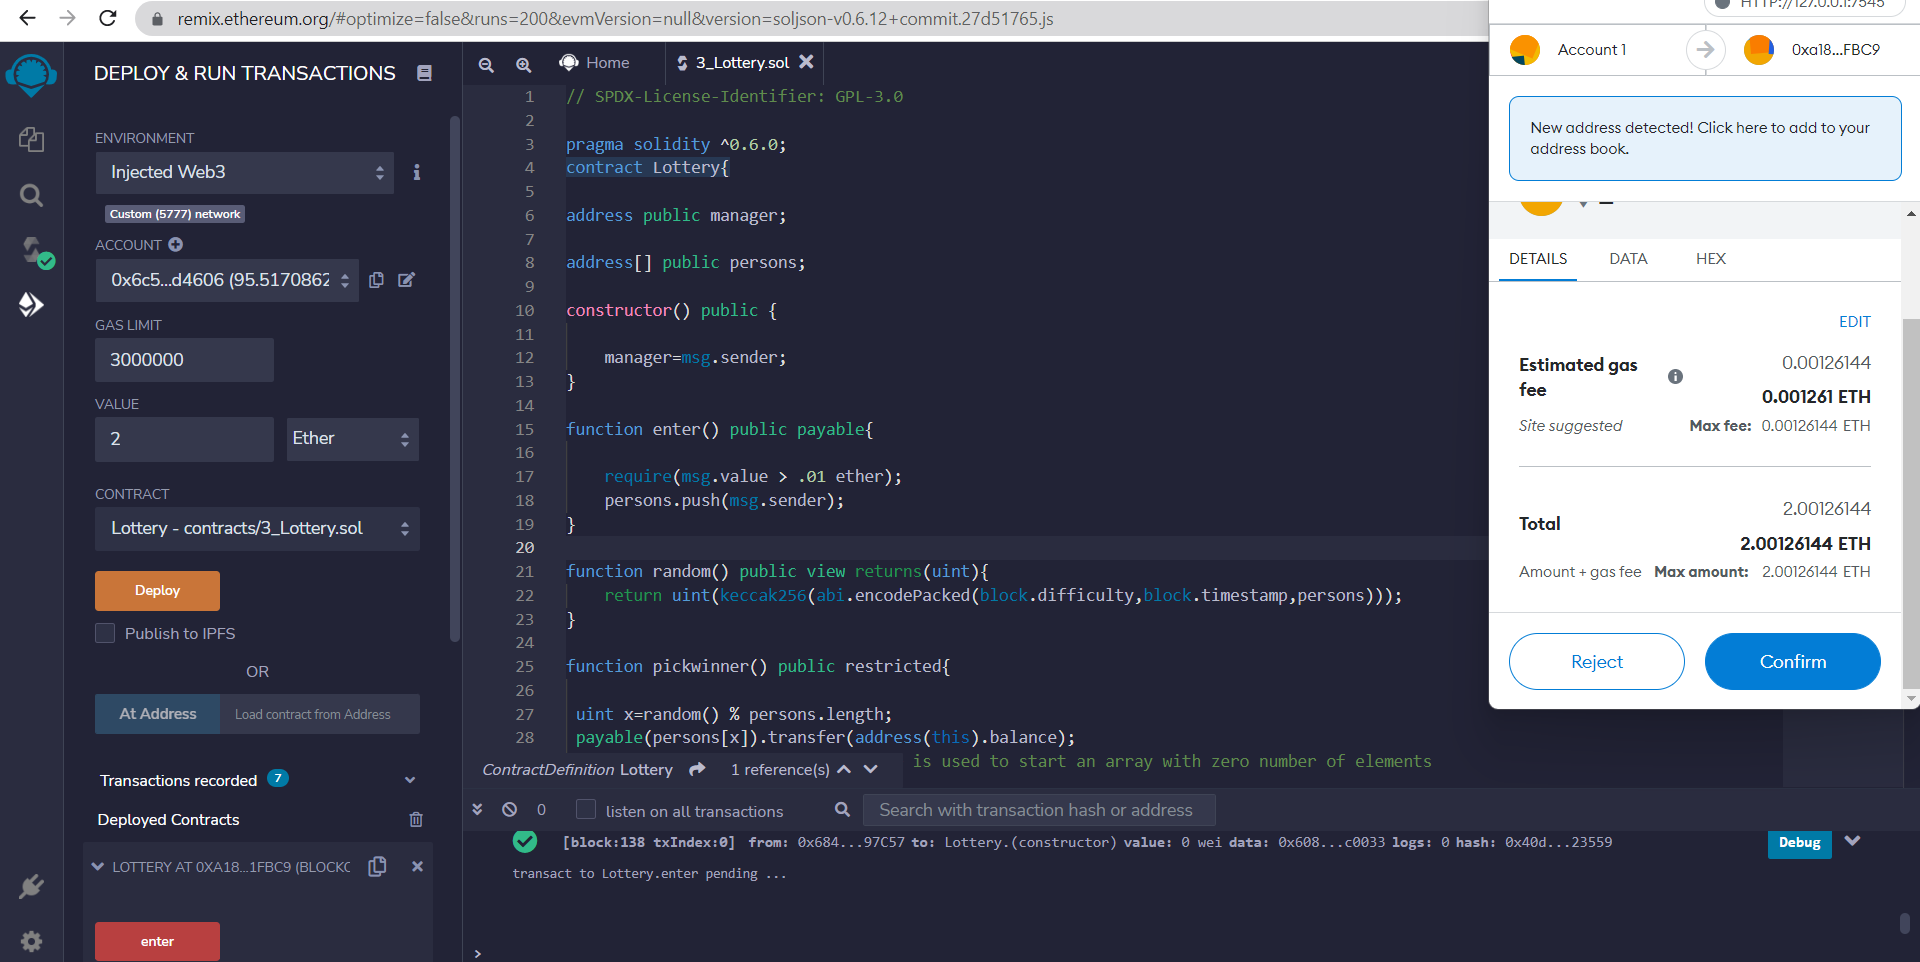 remix.ethereum.org/#optimize=false&runs=200&evmVersion=null&version=soljson-v0.6.12+commit.27d51765.js
DEPLOY & RUN TRANSACTIONS
ENVIRONMENT
Injected Web3
Custom (5777) network
ACCOUNT
0x6c5...d4606 (95.5170862
GAS LIMIT
3000000
VALUE
2
Ether
CONTRACT
Lottery - contracts/3_Lottery.sol
Deploy
Publish to IPFS
OR
At Address
Load contract from Address
Transactions recorded 7
Deployed Contracts
LOTTERY AT 0XA18...1FBC9 (BLOCKC
enter
Home
3_Lottery.sol
1 // SPDX-License-Identifier: GPL-3.0
2
3 pragma solidity ^0.6.0;
4 contract Lottery{
5
6 address public manager;
7
8 address[] public persons;
9
10 constructor() public {
11
12 manager=msg.sender;
13 }
14
15 function enter() public payable{
16
17 require(msg.value > .01 ether);
18 persons.push(msg.sender);
19 }
20
21 function random() public view returns(uint){
22 return uint(keccak256(abi.encodePacked(block.difficulty,block.timestamp,persons)));
23 }
24
25 function pickwinner() public restricted{
26
27 uint x=random() % persons.length;
28 payable(persons[x]).transfer(address(this).balance);
is used to start an array with zero number of elements
ContractDefinition Lottery
1 reference(s)
0
listen on all transactions
Search with transaction hash or address
[block:138 txIndex:0] from: 0x684...97C57 to: Lottery.(constructor) value: 0 wei data: 0x608...c0033 logs: 0 hash: 0x40d...23559
Debug
transact to Lottery.enter pending ...
>
HTTP://127.0.0.1:7545
Account 1
0xa18...FBC9
New address detected! Click here to add to your
address book.
DETAILS
DATA
HEX
EDIT
Estimated gas
fee
0.00126144
0.001261 ETH
Site suggested
Max fee: 0.00126144 ETH
Total
2.00126144
2.00126144 ETH
Amount + gas fee
Max amount: 2.00126144 ETH
Reject
Confirm